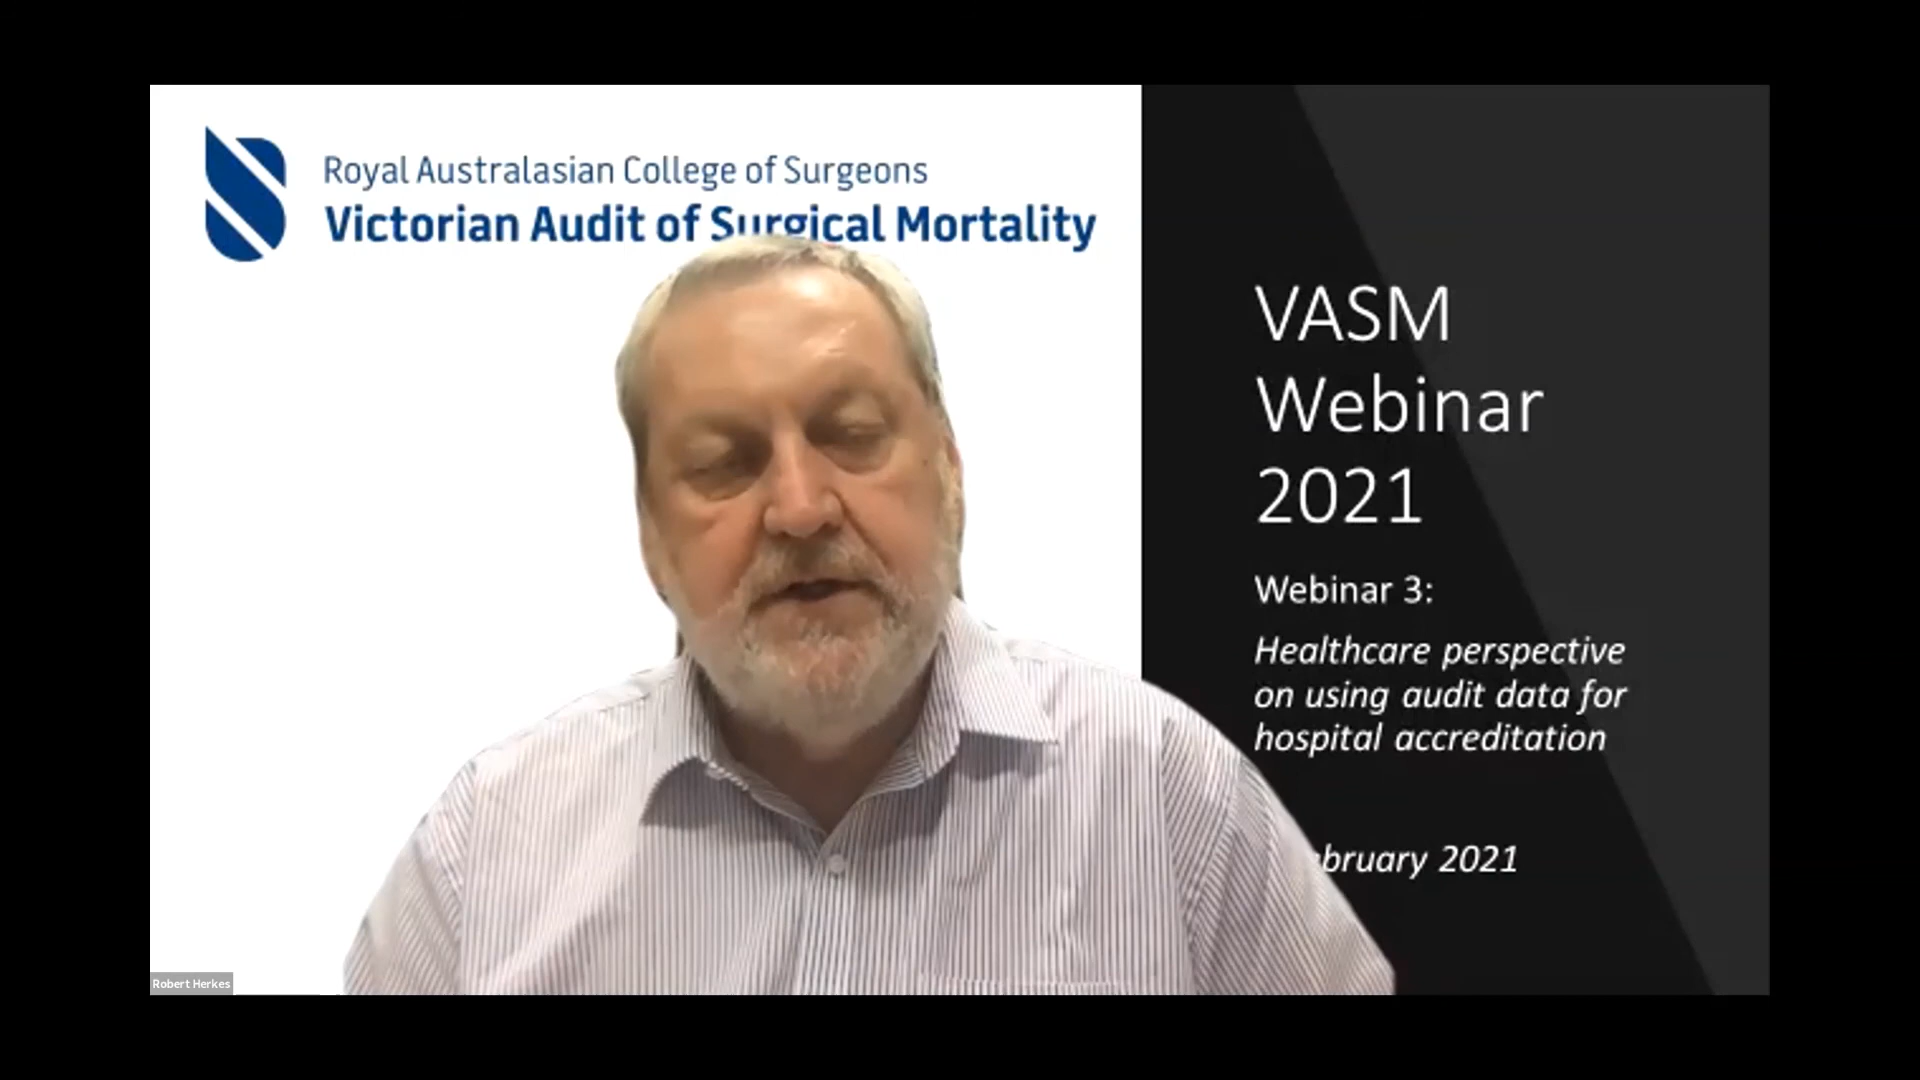 Royal Australasian College of Surgeons
Victorian Audit of Surgical Mortality
VASM
Webinar
2021
Webinar 3:
Healthcare perspective
on using audit data for
hospital accreditation
bruary 2021
Robert Herkes